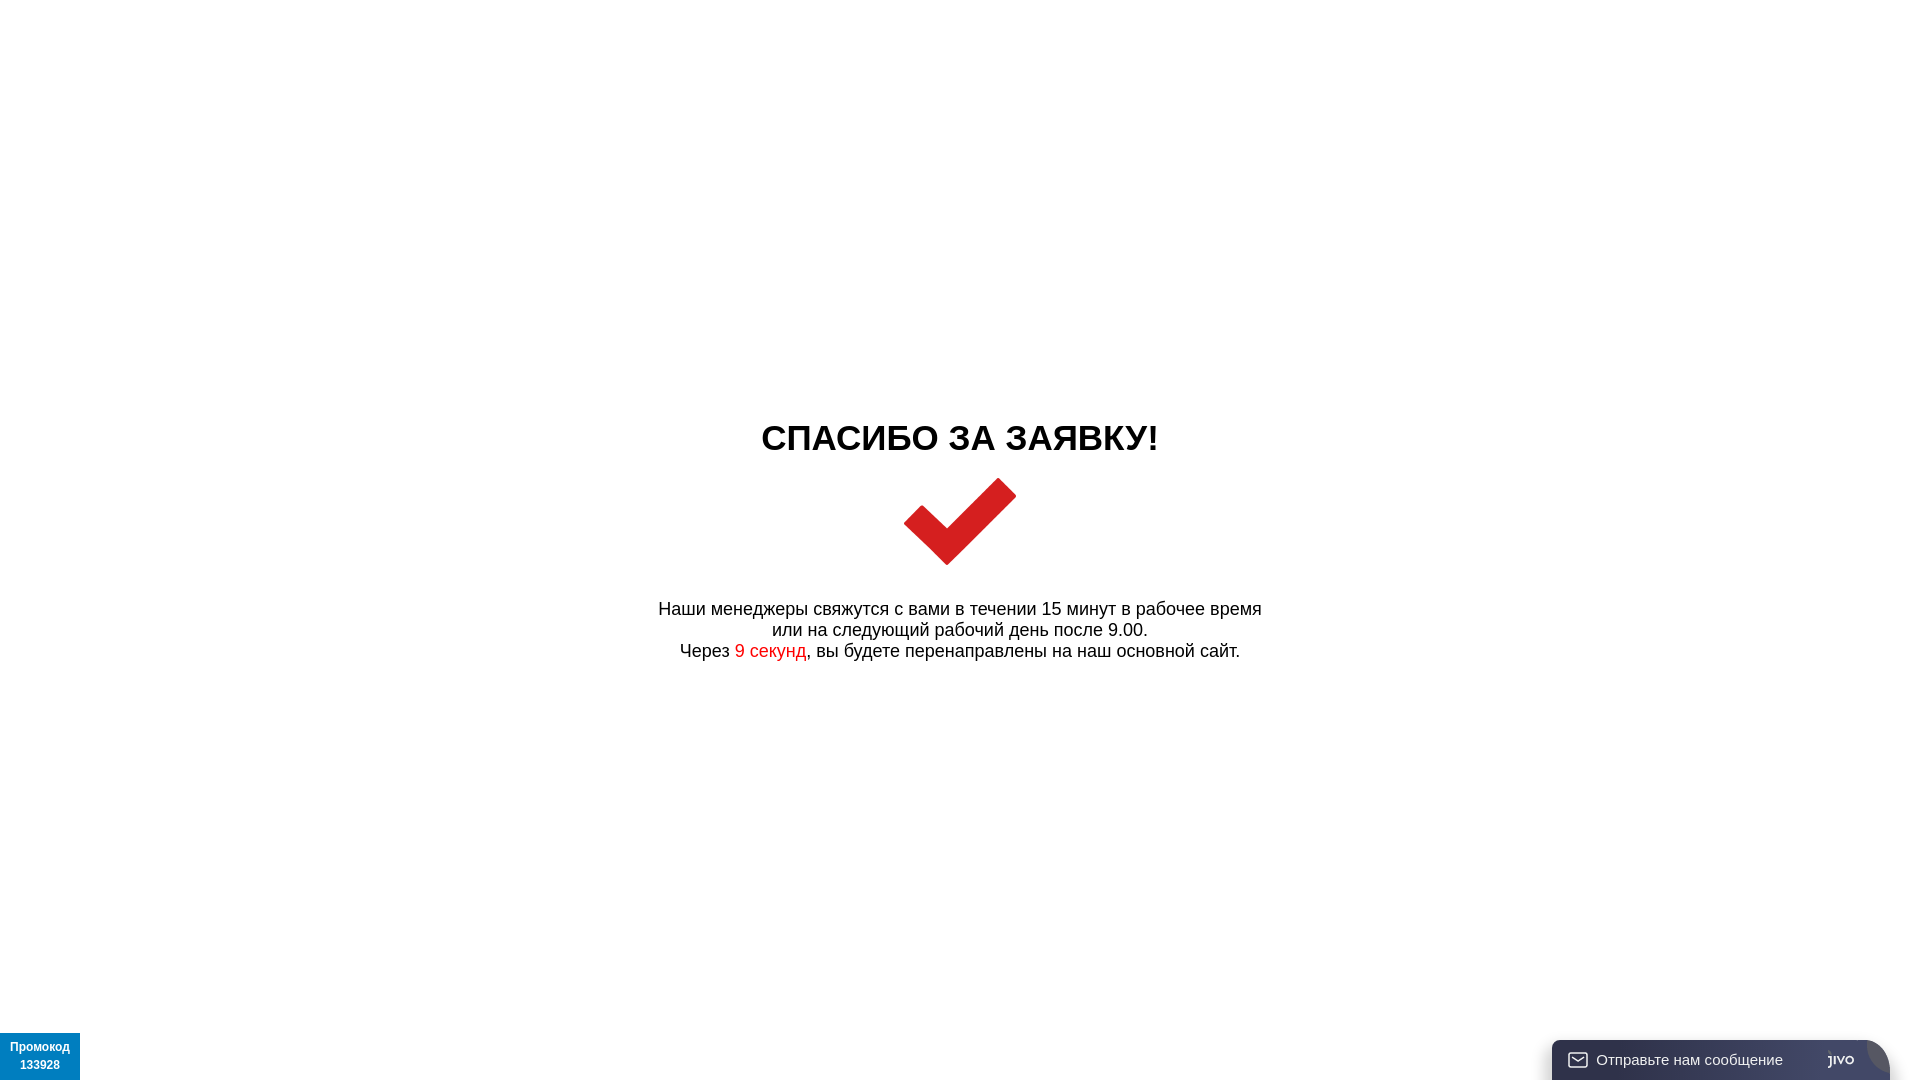 СПАСИБО ЗА ЗАЯВКУ!
Наши менеджеры свяжутся с вами в течении 15 минут в рабочее время
или на следующий рабочий день после 9.00.
Через 9 секунд, вы будете перенаправлены на наш основной сайт.
Промокод
133928
Отправьте нам сообщение
jivo